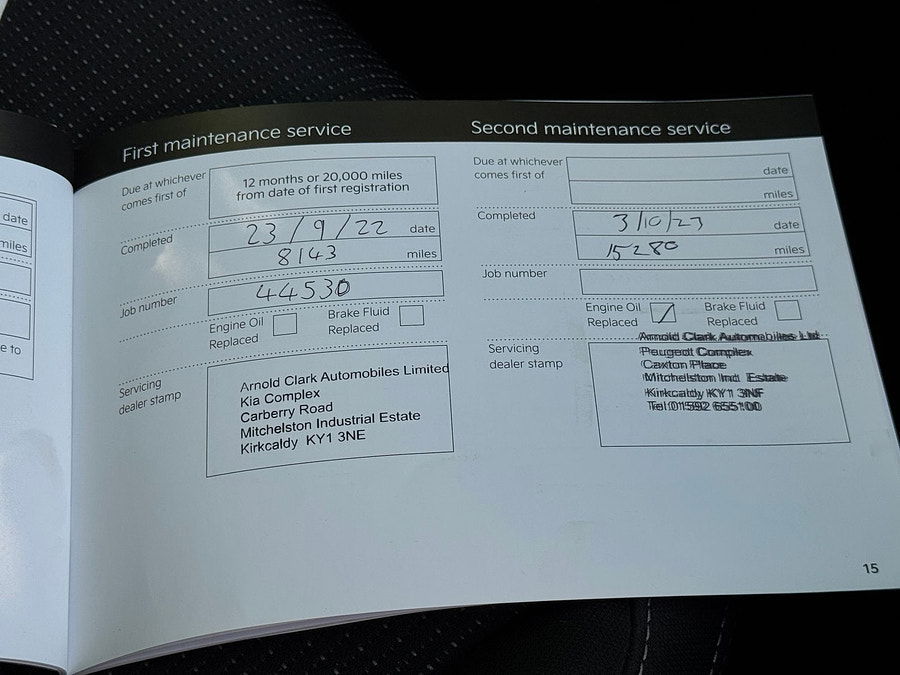 date
miles
e to
First maintenance service
Due at whichever
comes first of
12 months or 20,000 miles
from date of first registration
Completed
23/9/22 date
8143 miles
Job number
44530
Engine Oil
Replaced
Brake Fluid
Replaced
Servicing
dealer stamp
Arnold Clark Automobiles Limited
Kia Complex
Carberry Road
Mitchelston Industrial Estate
Kirkcaldy KY1 3NE
Second maintenance service
Due at whichever
comes first of
date
miles
Completed
3/10/23 date
15280 miles
Job number
Engine Oil
Replaced
Brake Fluid
Replaced
Servicing
dealer stamp
Arnold Clark Automobiles Ltd
Peugeot Complex
Caxton Place
Mitchelston Ind Estate
Kirkcaldy KY1 3NF
Tel 01592 655100
15